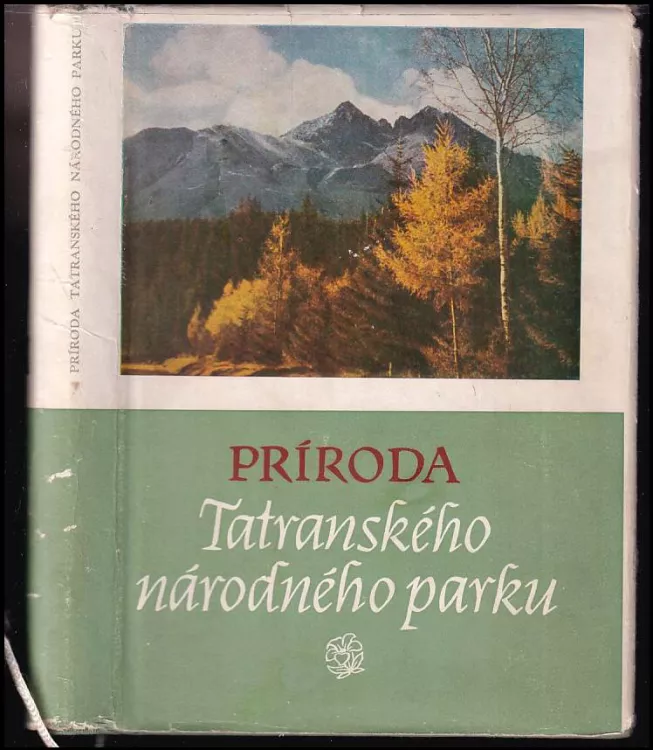 PRÍRODA TATRANSKÉHO NÁRODNÉHO PARKU
PRÍRODA
Tatranského
národného parku